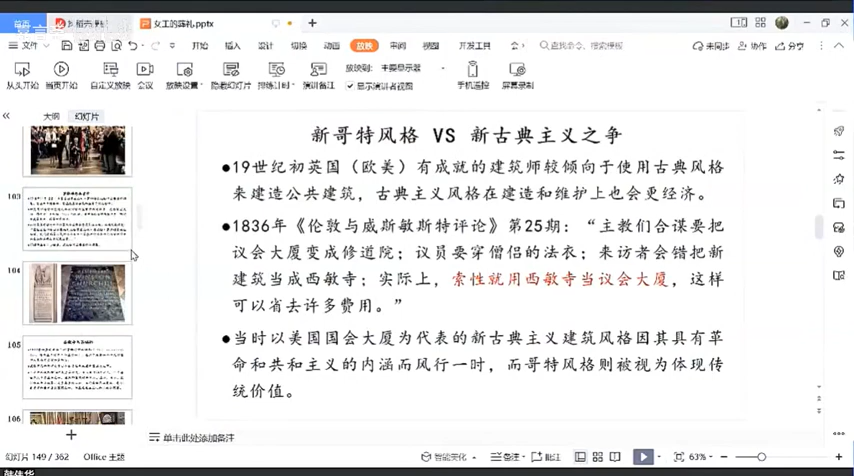 首页
女工的葬礼.pptx
文件
开始
插入
设计
切换
动画
放映
审阅
视图
开发工具
查找命令、搜索模板
未同步
协作
分享
从头开始
当页开始
自定义放映
会议
放映设置
隐藏幻灯片
排练计时
演讲备注
放映到:
主要显示器
显示演讲者视图
手机遥控
屏幕录制
大纲
幻灯片
103
104
105
106
新哥特风格 VS 新古典主义之争
●19世纪初英国（欧美）有成就的建筑师较倾向于使用古典风格
来建造公共建筑，古典主义风格在建造和维护上也会更经济。
●1836年《伦敦与威斯敏斯特评论》第25期：“主教们合谋要把
议会大厦变成修道院；议员要穿僧侣的法衣；来访者会错把新
建筑当成西敏寺；实际上，索性就用西敏寺当议会大厦，这样
可以省去许多费用。”
●当时以美国国会大厦为代表的新古典主义建筑风格因其具有革
命和共和主义的内涵而风行一时，而哥特风格则被视为体现传
统价值。
单击此处添加备注
幻灯片 149 / 362
Office 主题
智能美化
备注
批注
63%